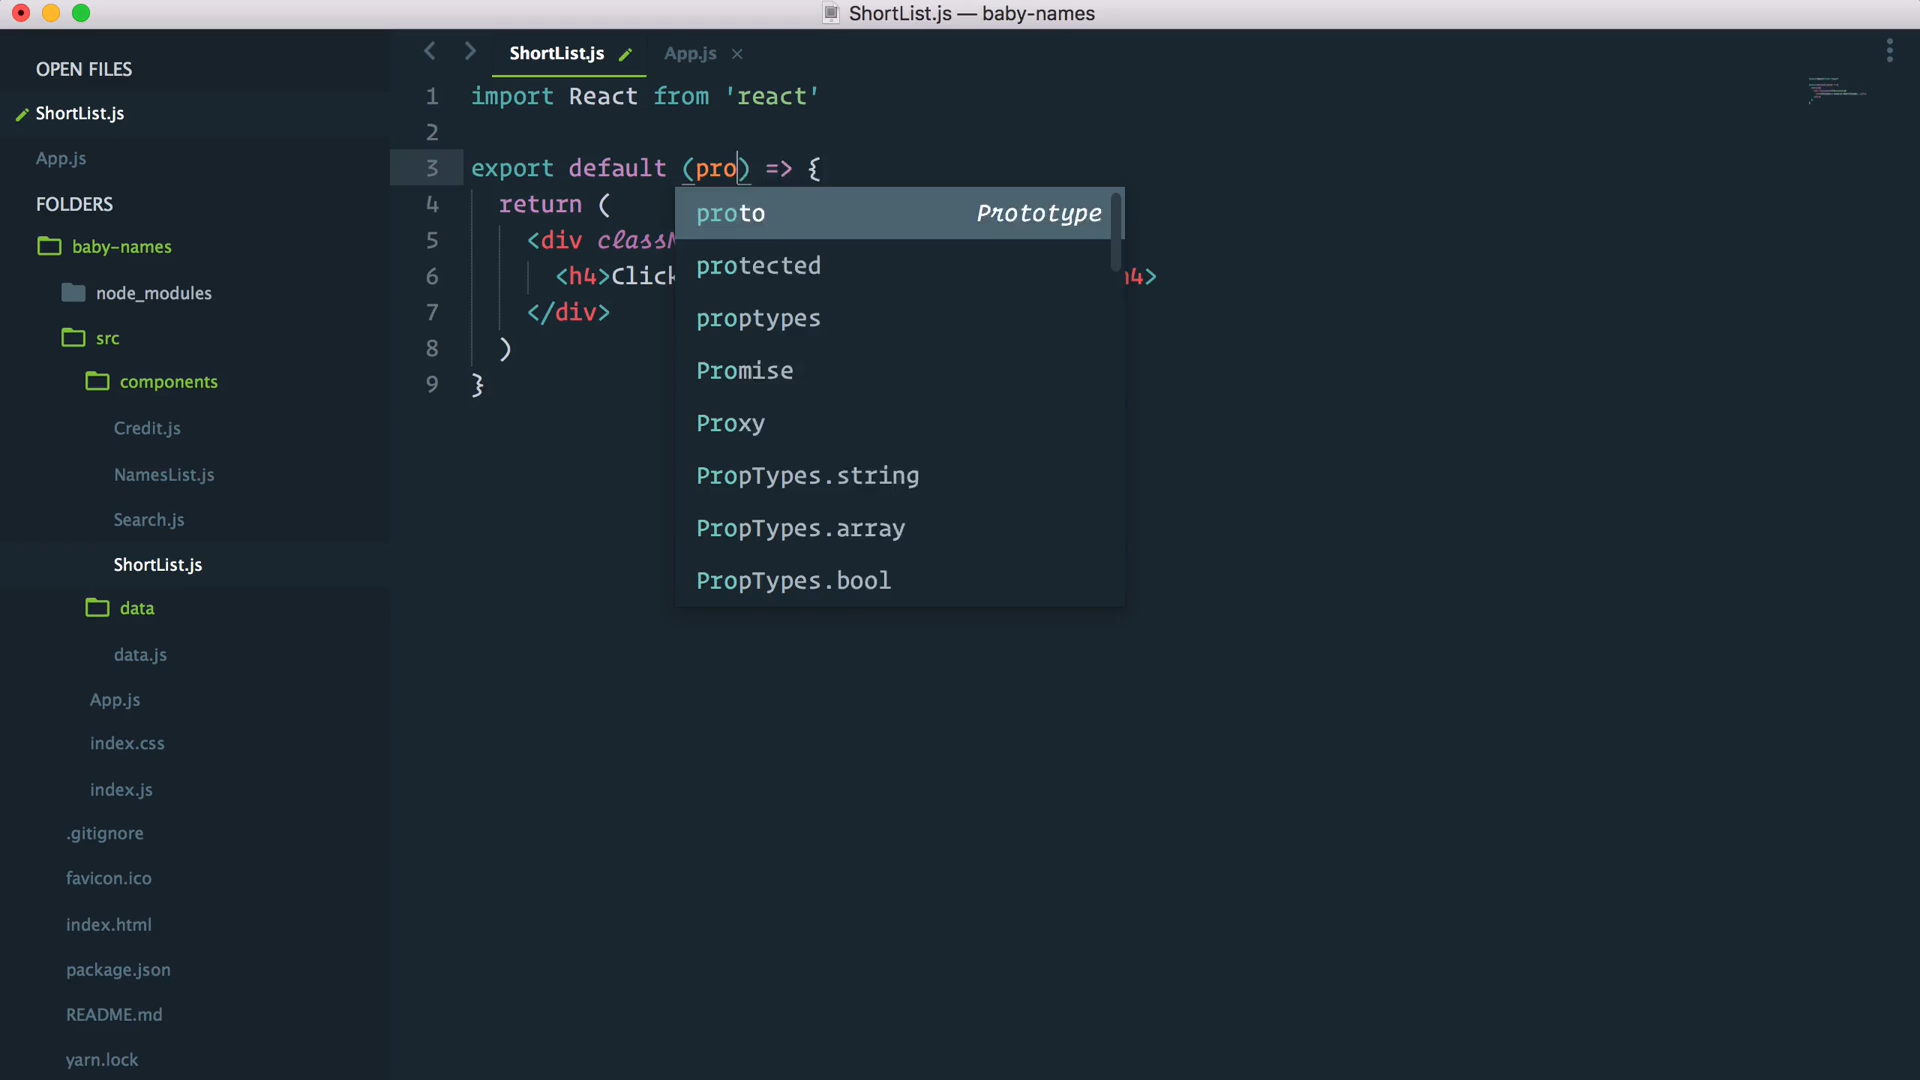 ShortList.js — baby-names
OPEN FILES
ShortList.js
App.js
FOLDERS
baby-names
node_modules
src
components
Credit.js
NamesList.js
Search.js
ShortList.js
data
data.js
App.js
index.css
index.js
.gitignore
favicon.ico
index.html
package.json
README.md
yarn.lock
ShortList.js App.js
1 import React from 'react'
2
3 export default (pro) => {
4 return (
5 <div classN
6 <h4>Click h4>
7 </div>
8 )
9 }
proto Prototype
protected
proptypes
Promise
Proxy
PropTypes.string
PropTypes.array
PropTypes.bool